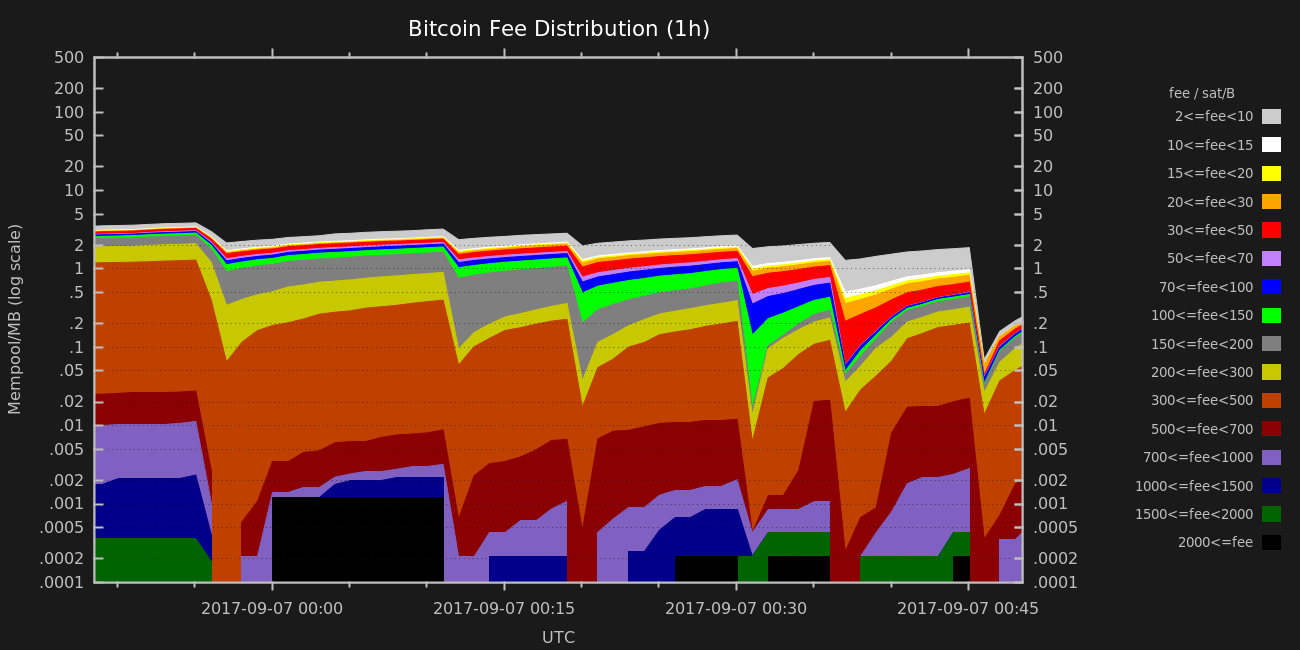 Bitcoin Fee Distribution (1h)
500 500
200 200
100 100
50 50
20 20
10 10
5 5
2 2
1 1
.5 .5
.2 .2
.1 .1
.05 .05
.02 .02
.01 .01
.005 .005
.002 .002
.001 .001
.0005 .0005
.0002 .0002
.0001 .0001
Mempool/MB (log scale)
2017-09-07 00:00 2017-09-07 00:15 2017-09-07 00:30 2017-09-07 00:45
UTC
fee / sat/B
2<=fee<10
10<=fee<15
15<=fee<20
20<=fee<30
30<=fee<50
50<=fee<70
70<=fee<100
100<=fee<150
150<=fee<200
200<=fee<300
300<=fee<500
500<=fee<700
700<=fee<1000
1000<=fee<1500
1500<=fee<2000
2000<=fee